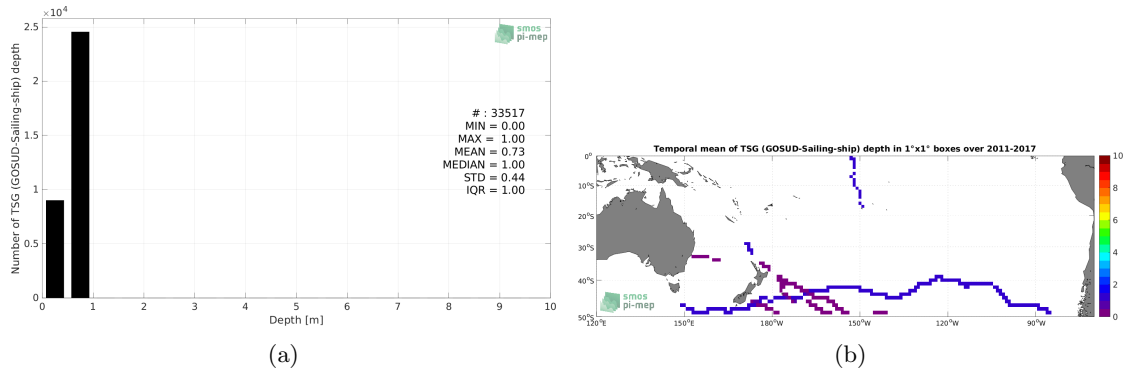 ×10⁴
2.5
2
1.5
1
0.5
0
Number of TSG (GOSUD-Sailing-ship) depth
smos
pi-mep
# : 33517
MIN = 0.00
MAX = 1.00
MEAN = 0.73
MEDIAN = 1.00
STD = 0.44
IQR = 1.00
0 1 2 3 4 5 6 7 8 9 10
Depth [m]
(a)
Temporal mean of TSG (GOSUD-Sailing-ship) depth in 1°x1° boxes over 2011-2017
0°
10°S
20°S
30°S
40°S
50°S
smos
pi-mep
120°E 150°E 180°W 150°W 120°W 90°W
10
8
6
4
2
0
(b)